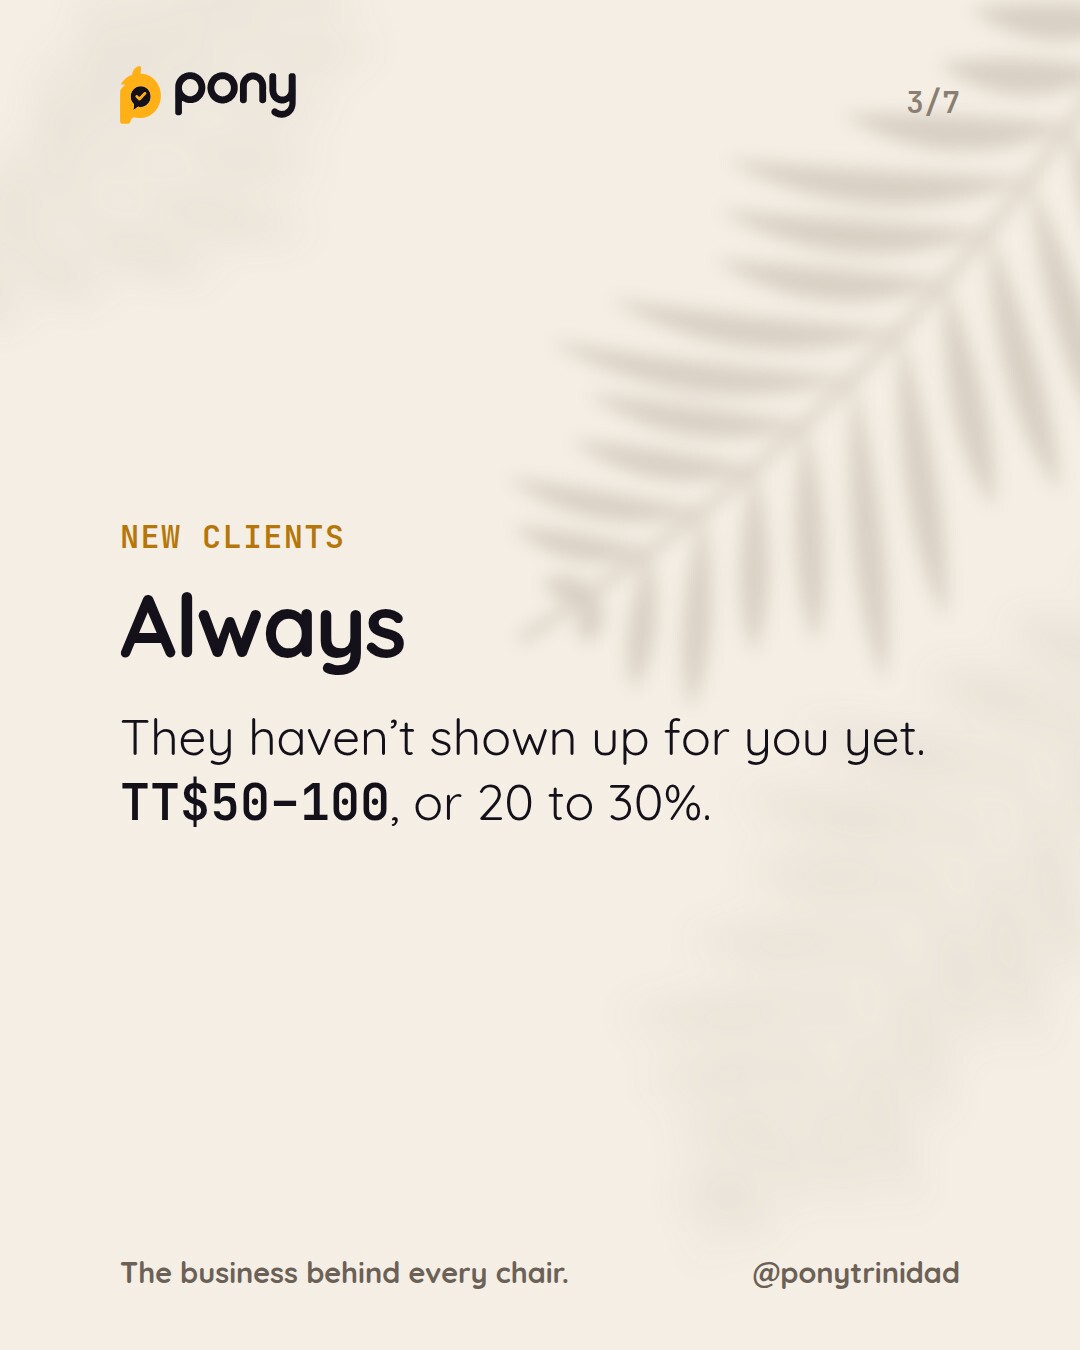 pony
3/7
NEW CLIENTS
Always
They haven’t shown up for you yet.
TT$50–100, or 20 to 30%.
The business behind every chair.
@ponytrinidad